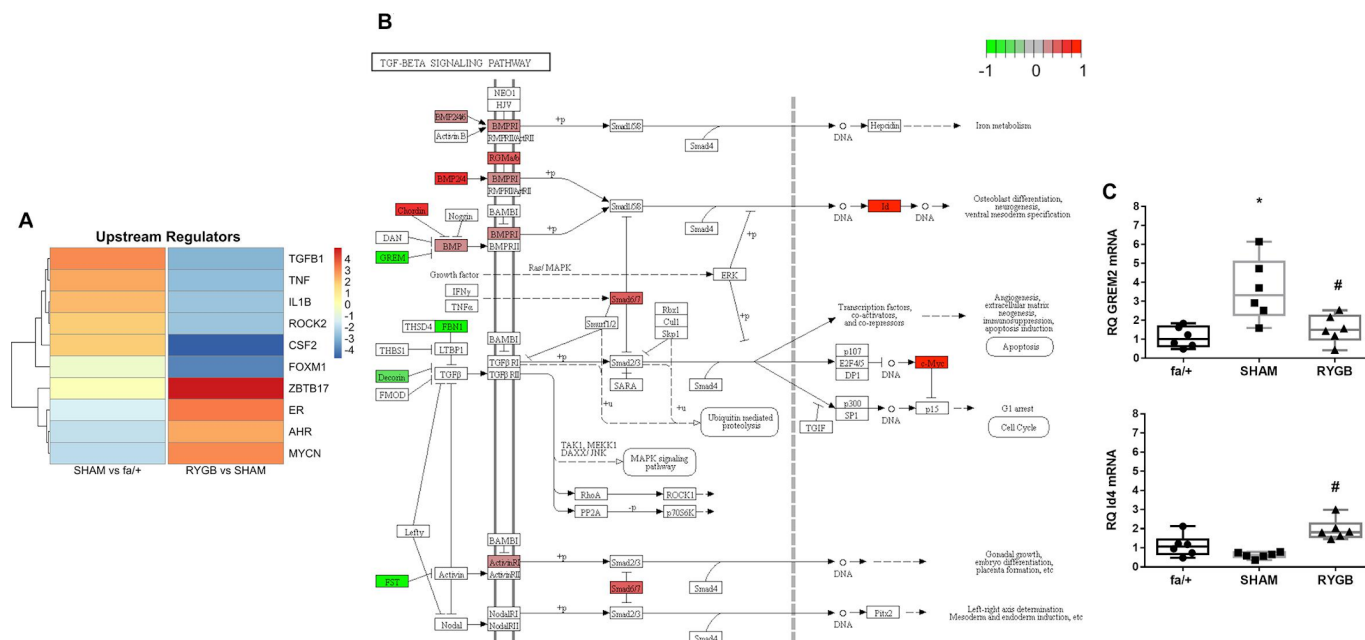 A
Upstream Regulators
TGFB1
TNF
IL1B
ROCK2
CSF2
FOXM1
ZBTB17
ER
AHR
MYCN
4
3
2
1
0
-1
-2
-3
-4
SHAM vs fa/+
RYGB vs SHAM
B
-1
0
1
TGF-BETA SIGNALING PATHWAY
NEO1
HJV
BMP2/46
Activin B
BMPRI
+p
Smad1/5/8
Smad4
DNA
Hepcidin
Iron metabolism
RGMa/b
BMP2/4
BMPRI
+p
Chordin
Noggin
BAMBI
Smad1/5/8
Smad4
DNA
Id
DNA
Osteoblast differentiation,
neurogenesis,
ventral mesoderm specification
DAN
GREM
BMP
BMPRI
BMPRII
+p
+p
Growth factor
Ras/ MAPK
ERK
IFNγ
TNFα
Smad6/7
+p
Smurf1/2
Rbx1
Cul1
Skp1
Transcription factors,
co-activators,
and co-repressors
Angiogenesis,
extracellular matrix
neogenesis,
immunosuppression,
apoptosis induction
Apoptosis
THSD4
FBN1
THBS1
LTBP1
BAMBI
Decorin
TGFβ
TGFβ RI
TGFβ RII
FMOD
+p
Smad2/3
SARA
Smad4
p107
E2F4/5
DP1
DNA
c-Myc
p300
SP1
DNA
p15
G1 arrest
Cell Cycle
TGIF
+u
+u
Ubiquitin mediated
proteolysis
TAK1, MEKK1
DAXX/ JNK
MAPK signaling
pathway
RhoA
ROCK1
PP2A
-p
p70S6K
Lefty
BAMBI
FST
Activin
ActivinRI
ActivinRII
+p
Smad2/3
Smad4
DNA
Gonadal growth,
embryo differentiation,
placenta formation, etc
Smad6/7
Nodal
NodalRI
NodalRII
+p
Smad2/3
Smad4
DNA
Pitx2
Left-right axis determination
Mesoderm and endoderm induction, etc
C
RQ GREM2 mRNA
8
7
6
5
4
3
2
1
0
*
#
fa/+
SHAM
RYGB
RQ Id4 mRNA
8
7
6
5
4
3
2
1
0
#
fa/+
SHAM
RYGB